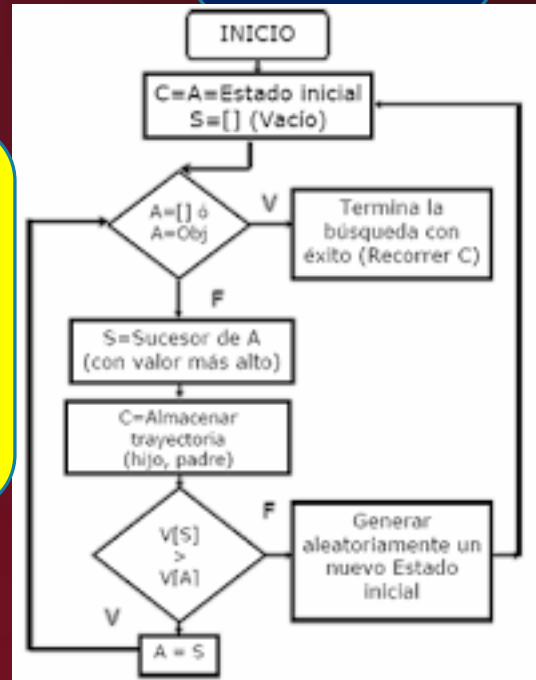 INICIO
C=A=Estado inicial
S=[] (Vacío)
A=[] ó
A=Obj
V
Termina la
búsqueda con
éxito (Recorrer C)
F
S=Sucesor de A
(con valor más alto)
C=Almacenar
trayectoria
(hijo, padre)
V[S]
>
V[A]
F
Generar
aleatoriamente un
nuevo Estado
inicial
V
A = S